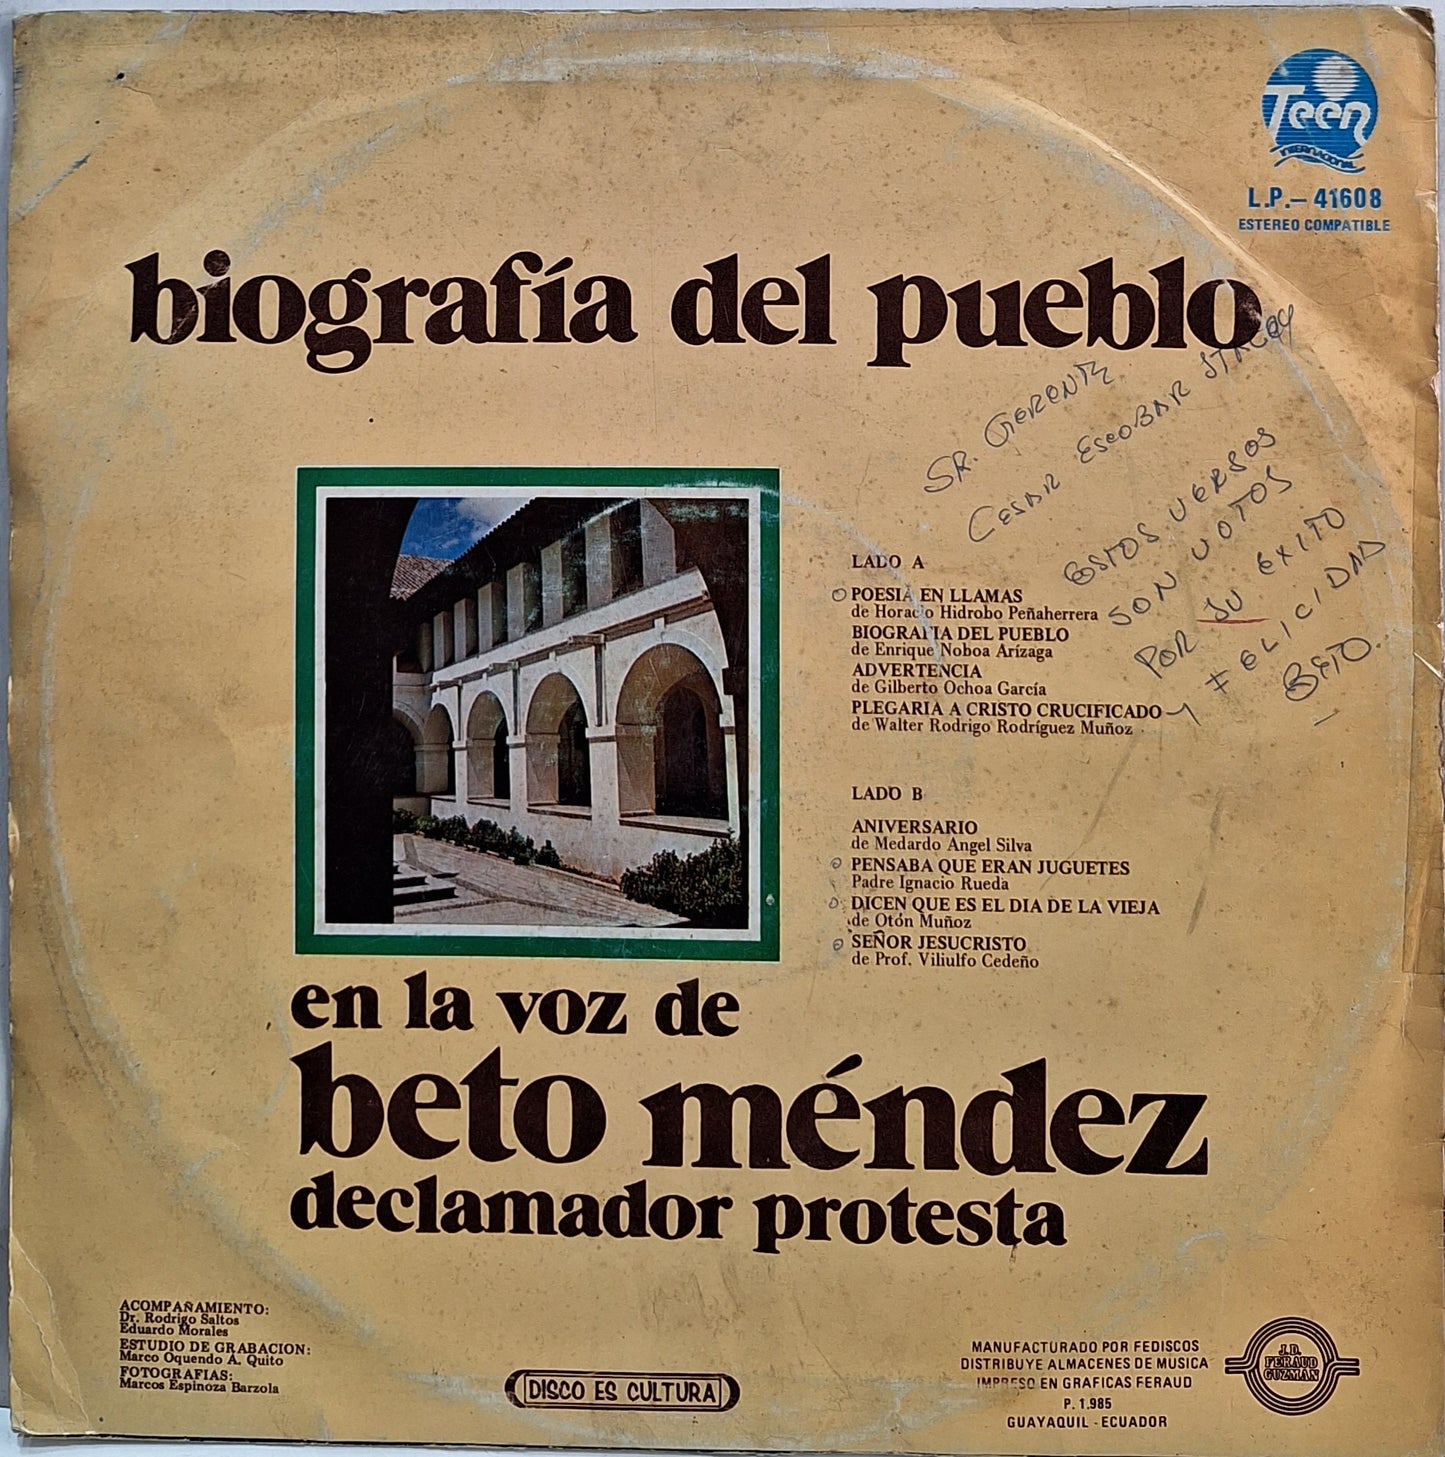 Teen
INTERNACIONAL
L.P.- 41608
ESTEREO COMPATIBLE
biografía del pueblo
SR. GERENTE
CESAR ESCOBAR STACEY
ESTOS VERSOS
SON VOTOS
POR SU EXITO
Y FELICIDAD
BETO.
LADO A
POESIA EN LLAMAS
de Horacio Hidrobo Peñaherrera
BIOGRAFIA DEL PUEBLO
de Enrique Noboa Arízaga
ADVERTENCIA
de Gilberto Ochoa García
PLEGARIA A CRISTO CRUCIFICADO
de Walter Rodrigo Rodríguez Muñoz
LADO B
ANIVERSARIO
de Medardo Angel Silva
PENSABA QUE ERAN JUGUETES
Padre Ignacio Rueda
DICEN QUE ES EL DIA DE LA VIEJA
de Otón Muñoz
SEÑOR JESUCRISTO
de Prof. Viliulfo Cedeño
en la voz de
beto méndez
declamador protesta
ACOMPAÑAMIENTO:
Dr. Rodrigo Saltos
Eduardo Morales
ESTUDIO DE GRABACION:
Marco Oquendo A. Quito
FOTOGRAFIAS:
Marcos Espinoza Barzola
DISCO ES CULTURA
MANUFACTURADO POR FEDISCOS
DISTRIBUYE ALMACENES DE MUSICA
IMPRESO EN GRAFICAS FERAUD
P. 1.985
GUAYAQUIL - ECUADOR
J.D.
FERAUD
GUZMAN